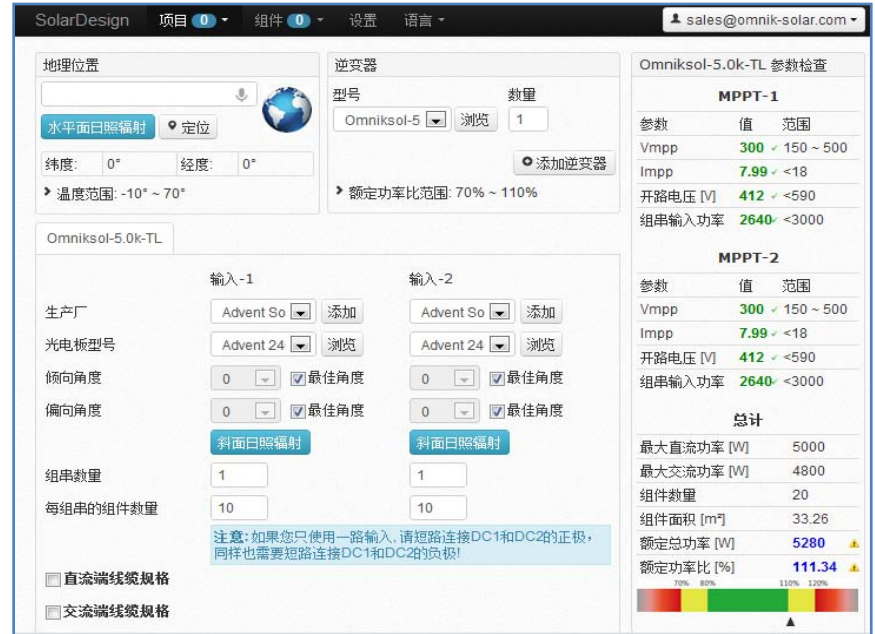 SolarDesign 项目 0 组件 0 设置 语言 sales@omnik-solar.com
地理位置
水平面日照辐射 定位
纬度: 0° 经度: 0°
温度范围: -10° ~ 70°
逆变器
型号 数量
Omniksol-5 浏览 1
添加逆变器
额定功率比范围: 70% ~ 110%
Omniksol-5.0k-TL
输入-1 输入-2
生产厂 Advent So 添加 Advent So 添加
光电板型号 Advent 24 浏览 Advent 24 浏览
倾向角度 0 最佳角度 0 最佳角度
偏向角度 0 最佳角度 0 最佳角度
斜面日照辐射 斜面日照辐射
组串数量 1 1
每组串的组件数量 10 10
注意:如果您只使用一路输入,请短路连接DC1和DC2的正极,
同样也需要短路连接DC1和DC2的负极!
直流端线缆规格
交流端线缆规格
Omniksol-5.0k-TL 参数检查
MPPT-1
参数 值 范围
Vmpp 300 150 ~ 500
Impp 7.99 <18
开路电压 [V] 412 <590
组串输入功率 2640 <3000
MPPT-2
参数 值 范围
Vmpp 300 150 ~ 500
Impp 7.99 <18
开路电压 [V] 412 <590
组串输入功率 2640 <3000
总计
最大直流功率 [W] 5000
最大交流功率 [W] 4800
组件数量 20
组件面积 [m²] 33.26
额定总功率 [W] 5280
额定功率比 [%] 111.34
70% 80% 110% 120%